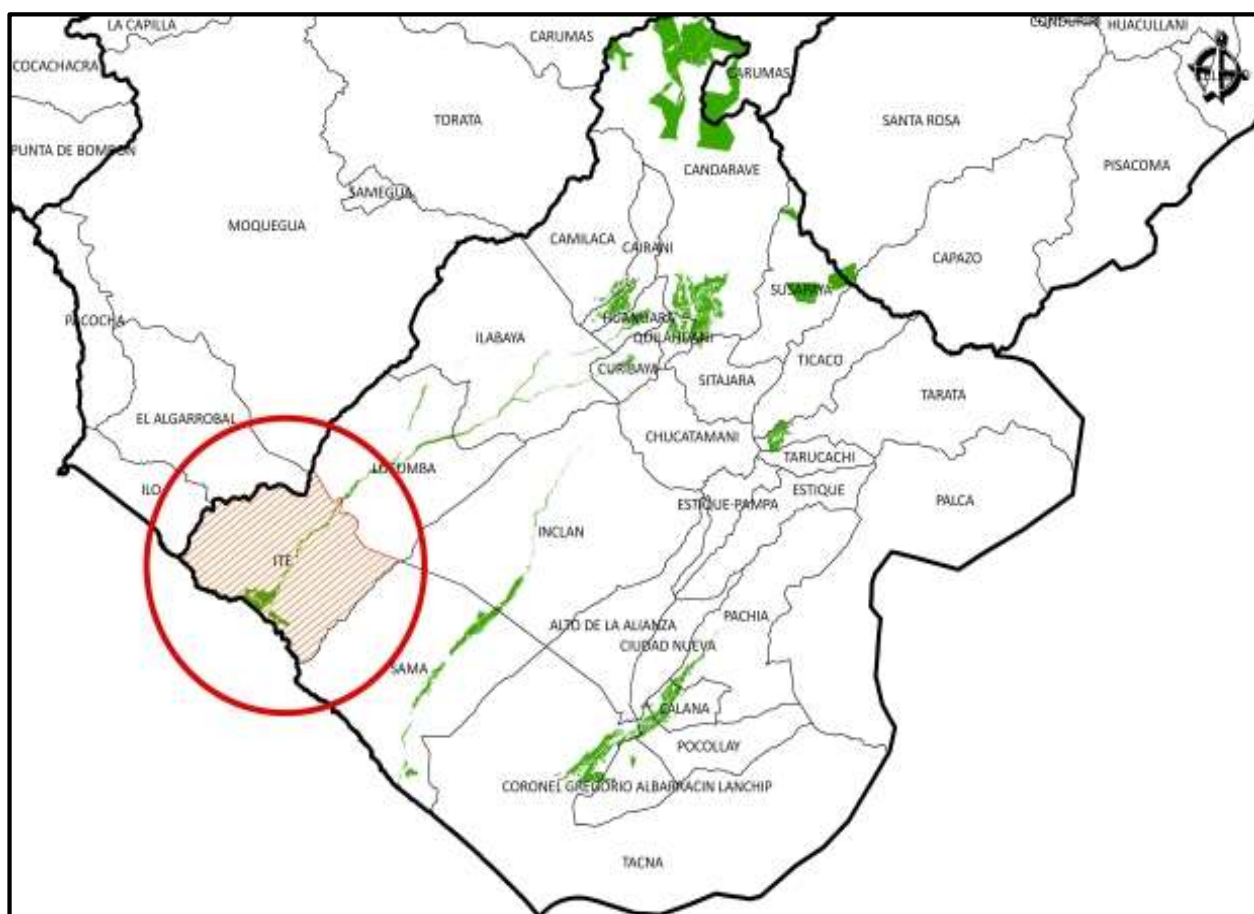 LA CAPILLA
CARUMAS
CONDURIRI
HUACULLANI
COCACHACRA
CARUMAS
TORATA
SANTA ROSA
PUNTA DE BOMBON
PISACOMA
CANDARAVE
SAMEGUA
MOQUEGUA
CAMILACA
CAIRANI
CAPAZO
SUSAPAYA
PACOCHA
HUANUARA
ILABAYA
QUILAHUANI
TICACO
CURIBAYA
SITAJARA
TARATA
EL ALGARROBAL
CHUCATAMANI
TARUCACHI
LOCUMBA
ILO
ESTIQUE
ESTIQUE-PAMPA
PALCA
INCLAN
ITE
ALTO DE LA ALIANZA
PACHIA
CIUDAD NUEVA
SAMA
CALANA
POCOLLAY
CORONEL GREGORIO ALBARRACIN LANCHIP
TACNA